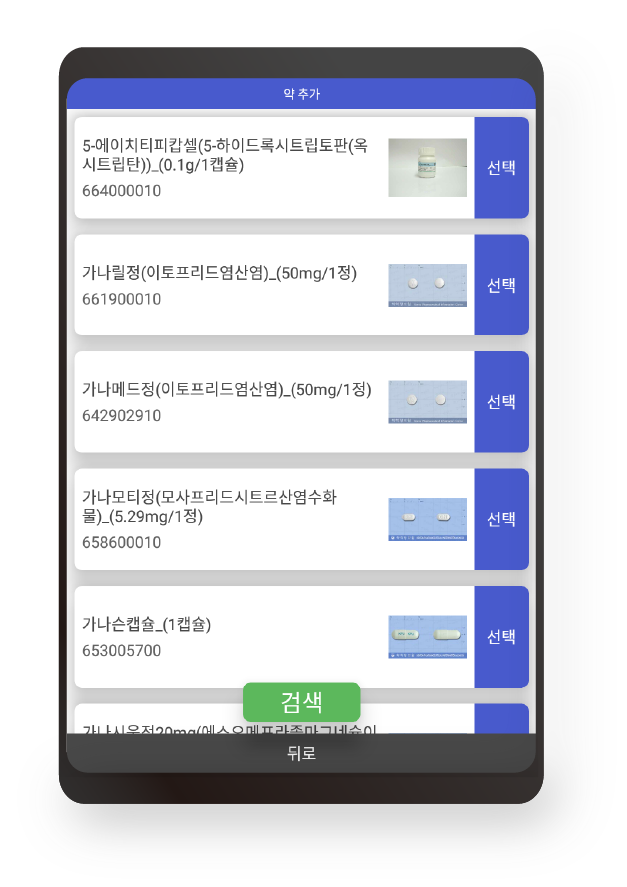 약 추가
5-에이치티피캅셀(5-하이드록시트립토판(옥
시트립탄))_(0.1g/1캡슐)
664000010
선택
가나릴정(이토프리드염산염)_(50mg/1정)
661900010
선택
가나메드정(이토프리드염산염)_(50mg/1정)
642902910
선택
가나모티정(모사프리드시트르산염수화
물)_(5.29mg/1정)
658600010
선택
가나슨캡슐_(1캡슐)
653005700
선택
검색
가나시움정20mg(에스오메프라졸마그네슘이
뒤로